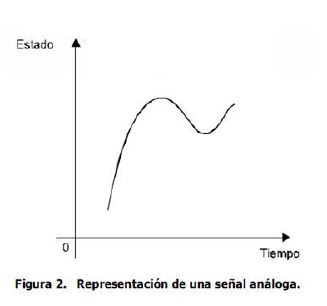 Estado
0
Tiempo
Figura 2. Representación de una señal análoga.